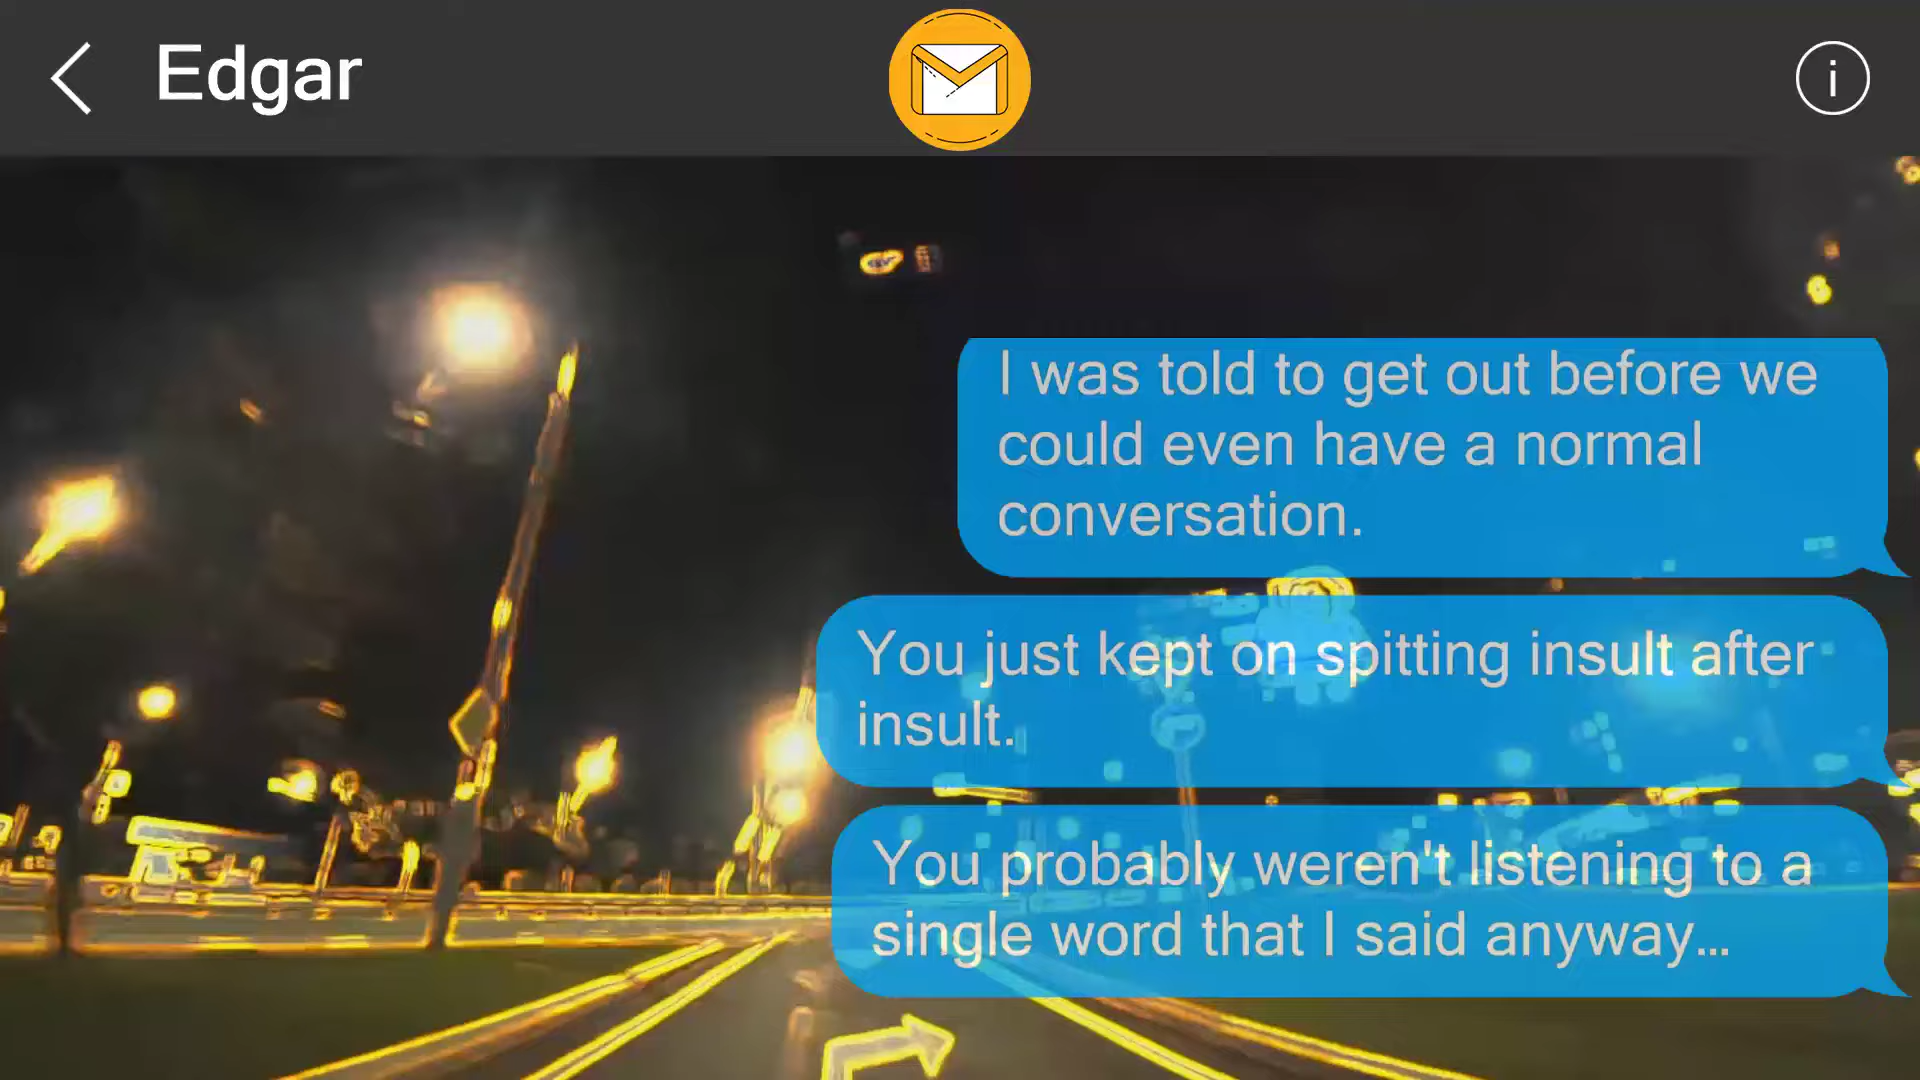 Edgar
i
I was told to get out before we
could even have a normal
conversation.
You just kept on spitting insult after
insult.
You probably weren't listening to a
single word that I said anyway...